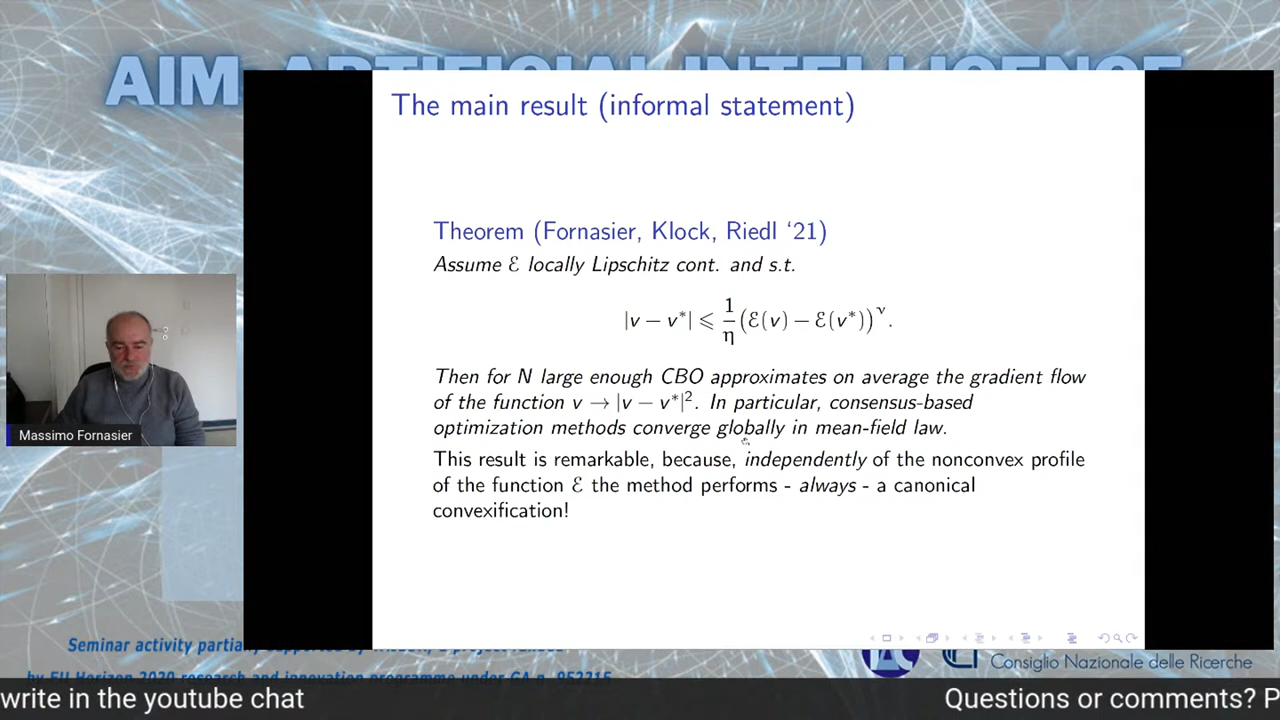 AIM ARTIFICIAL INTELLIGENCE
The main result (informal statement)
Theorem (Fornasier, Klock, Riedl ‘21)
Assume ℰ locally Lipschitz cont. and s.t.
|v − v*| ⩽ 1/η (ℰ(v) − ℰ(v*))^ν.
Then for N large enough CBO approximates on average the gradient flow
of the function v → |v − v*|². In particular, consensus-based
optimization methods converge globally in mean-field law.
This result is remarkable, because, independently of the nonconvex profile
of the function ℰ the method performs - always - a canonical
convexification!
Massimo Fornasier
Seminar activity
Consiglio Nazionale delle Ricerche
write in the youtube chat
Questions or comments? P